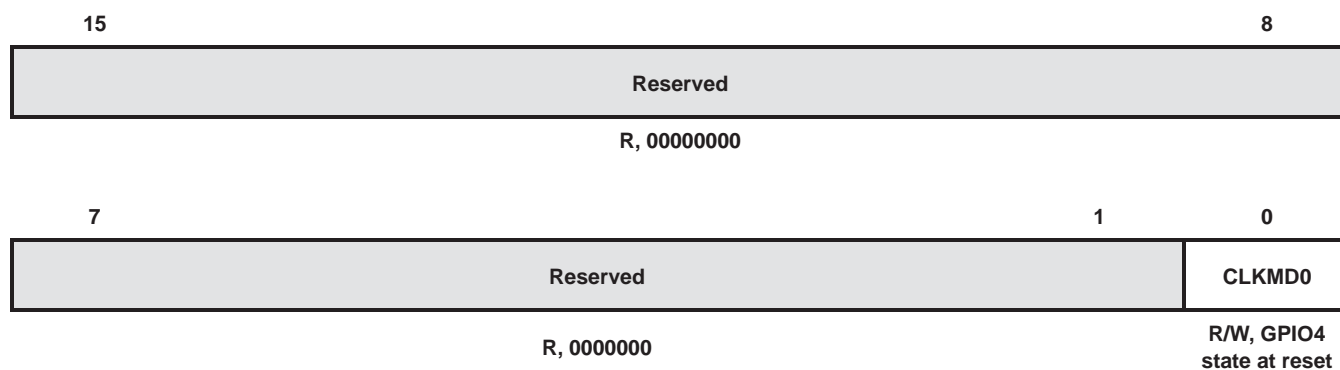 15 8
Reserved
R, 00000000
7 1 0
Reserved CLKMD0
R, 0000000 R/W, GPIO4
state at reset